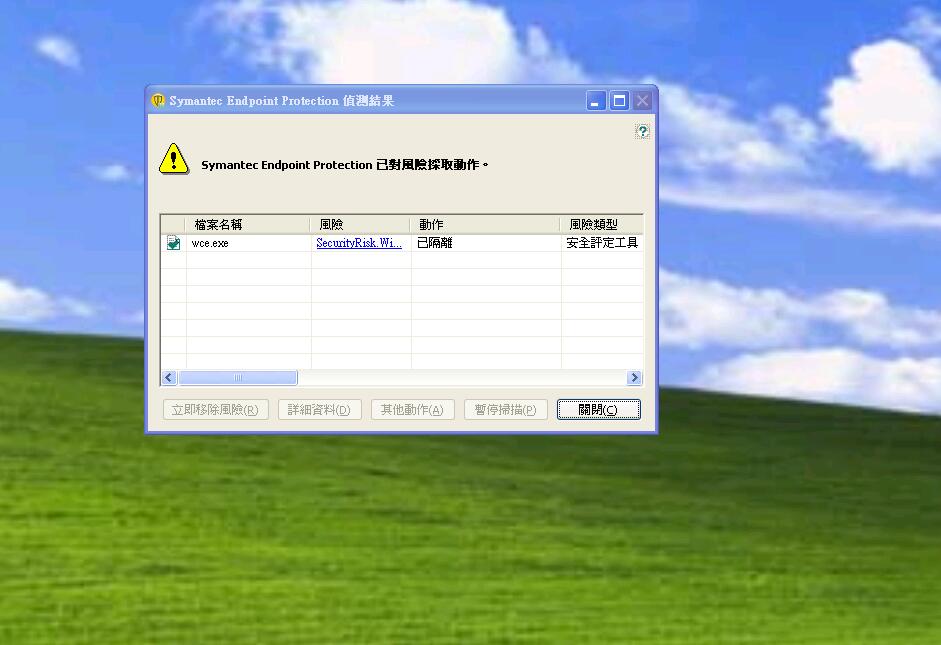 Symantec Endpoint Protection 偵測結果
Symantec Endpoint Protection 已對風險採取動作。
檔案名稱 風險 動作 風險類型
wce.exe SecurityRisk.Wi... 已隔離 安全評定工具
立即移除風險(R) 詳細資料(D) 其他動作(A) 暫停掃描(P) 關閉(C)